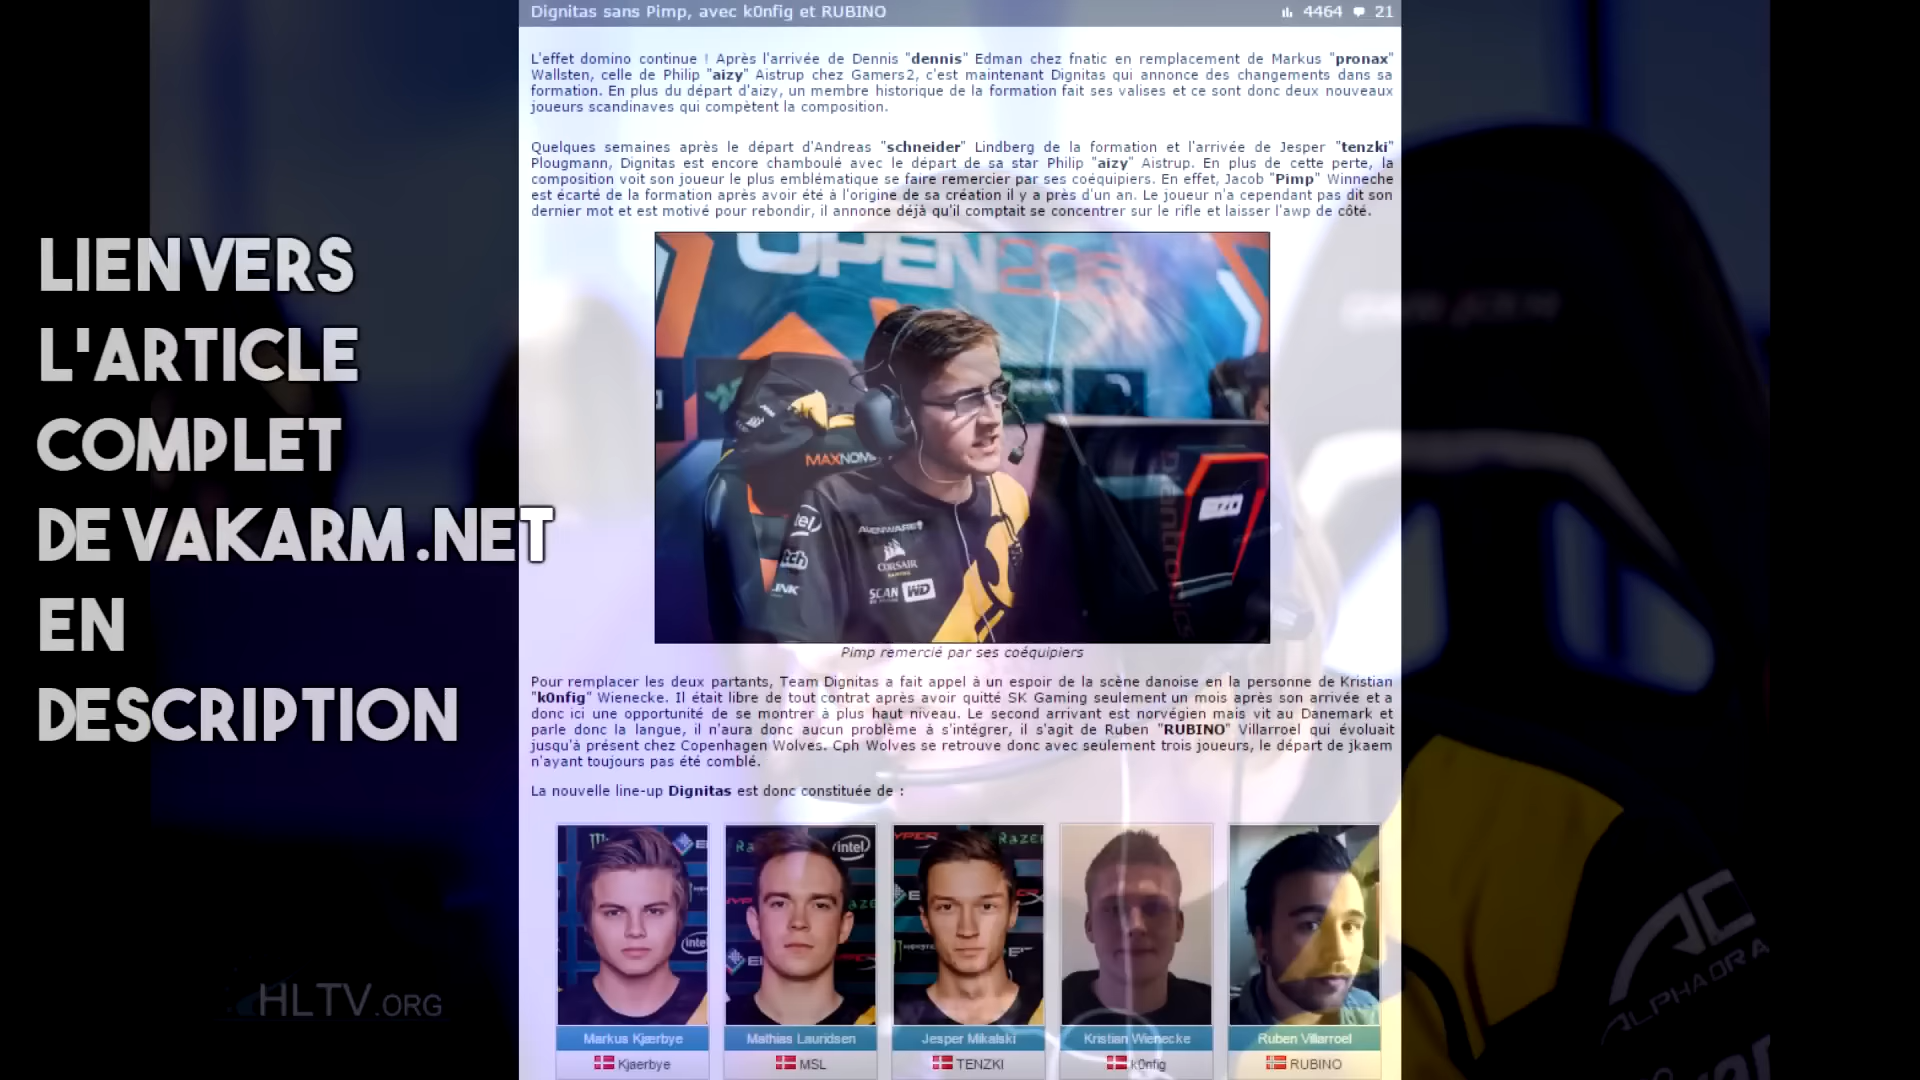 Dignitas sans Pimp, avec k0nfig et RUBINO
4464
21
L'effet domino continue ! Après l'arrivée de Dennis "dennis" Edman chez fnatic en remplacement de Markus "pronax"
Wallsten, celle de Philip "aizy" Aistrup chez Gamers2, c'est maintenant Dignitas qui annonce des changements dans sa
formation. En plus du départ d'aizy, un membre historique de la formation fait ses valises et ce sont donc deux nouveaux
joueurs scandinaves qui compètent la composition.
Quelques semaines après le départ d'Andreas "schneider" Lindberg de la formation et l'arrivée de Jesper "tenzki"
Plougmann, Dignitas est encore chamboulé avec le départ de sa star Philip "aizy" Aistrup. En plus de cette perte, la
composition voit son joueur le plus emblématique se faire remercier par ses coéquipiers. En effet, Jacob "Pimp" Winneche
est écarté de la formation après avoir été à l'origine de sa création il y a près d'un an. Le joueur n'a cependant pas dit son
dernier mot et est motivé pour rebondir, il annonce déjà qu'il comptait se concentrer sur le rifle et laisser l'awp de côté.
LIEN VERS
L'ARTICLE
COMPLET
DE VAKARM.NET
EN
DESCRIPTION
OPEN
MAXNOM
intel
ALIENWARE
CORSAIR
GAMING
SCAN
WD
EIZO
Pimp remercié par ses coéquipiers
Pour remplacer les deux partants, Team Dignitas a fait appel à un espoir de la scène danoise en la personne de Kristian
"k0nfig" Wienecke. Il était libre de tout contrat après avoir quitté SK Gaming seulement un mois après son arrivée et a
donc ici une opportunité de se montrer à plus haut niveau. Le second arrivant est norvégien mais vit au Danemark et
parle donc la langue, il n'aura donc aucun problème à s'intégrer, il s'agit de Ruben "RUBINO" Villarroel qui évoluait
jusqu'à présent chez Copenhagen Wolves. Cph Wolves se retrouve donc avec seulement trois joueurs, le départ de jkaem
n'ayant toujours pas été comblé.
La nouvelle line-up Dignitas est donc constituée de :
intel
HLTV.ORG
ALPHADRA
Markus Kjærbye
Mathias Lauridsen
Jesper Mikalski
Kristian Wienecke
Ruben Villarroel
Kjaerbye
MSL
TENZKI
k0nfig
RUBINO